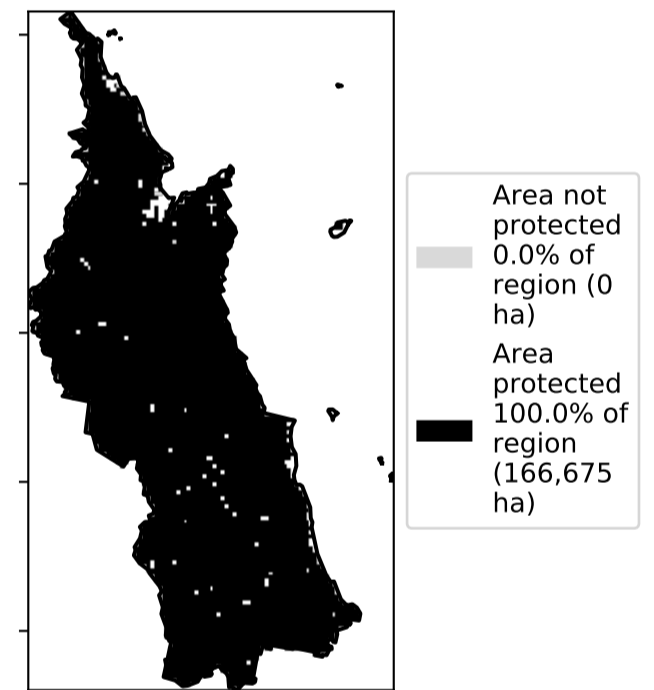 Area not
protected
0.0% of
region (0
ha)
Area
protected
100.0% of
region
(166,675
ha)